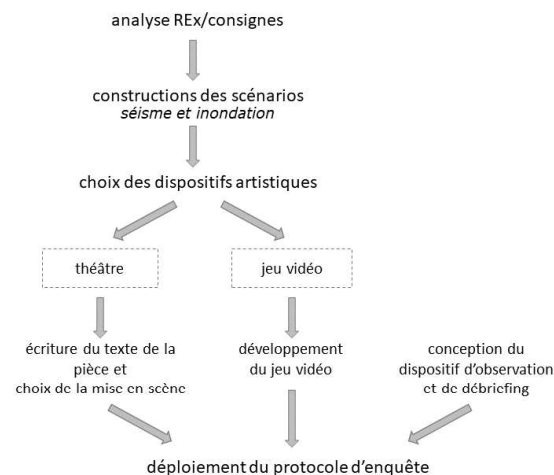 analyse REx/consignes
constructions des scénarios
séisme et inondation
choix des dispositifs artistiques
théâtre
jeu vidéo
écriture du texte de la
pièce et
choix de la mise en scène
développement
du jeu vidéo
conception du
dispositif d’observation
et de débriefing
déploiement du protocole d’enquête